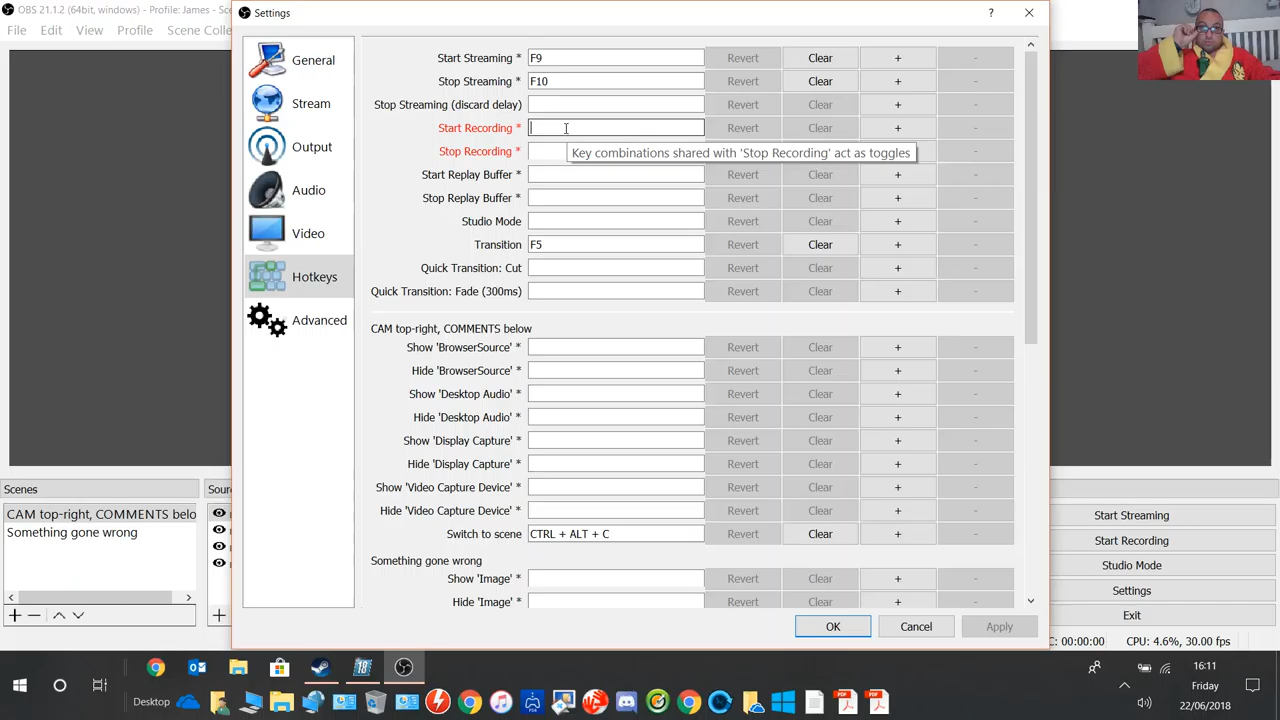 OBS 21.1.2 (64bit, windows) - Profile: James - Sce
Settings
?
File Edit View Profile Scene Collec
General
Stream
Output
Audio
Video
Hotkeys
Advanced
Start Streaming * F9 Revert Clear + -
Stop Streaming * F10 Revert Clear + -
Stop Streaming (discard delay) Revert Clear + -
Start Recording * Revert Clear + -
Stop Recording *
Key combinations shared with 'Stop Recording' act as toggles
Start Replay Buffer * Revert Clear + -
Stop Replay Buffer * Revert Clear + -
Studio Mode Revert Clear + -
Transition F5 Revert Clear + -
Quick Transition: Cut Revert Clear + -
Quick Transition: Fade (300ms) Revert Clear + -
CAM top-right, COMMENTS below
Show 'BrowserSource' * Revert Clear + -
Hide 'BrowserSource' * Revert Clear + -
Show 'Desktop Audio' * Revert Clear + -
Hide 'Desktop Audio' * Revert Clear + -
Show 'Display Capture' * Revert Clear + -
Hide 'Display Capture' * Revert Clear + -
Show 'Video Capture Device' * Revert Clear + -
Hide 'Video Capture Device' * Revert Clear + -
Switch to scene CTRL + ALT + C Revert Clear + -
Something gone wrong
Show 'Image' * Revert Clear + -
Hide 'Image' * Revert Clear + -
OK Cancel Apply
Scenes
Sour
CAM top-right, COMMENTS belo
Something gone wrong
Start Streaming
Start Recording
Studio Mode
Settings
Exit
C: 00:00:00 CPU: 4.6%, 30.00 fps
18
16:11
Friday
22/06/2018
Desktop